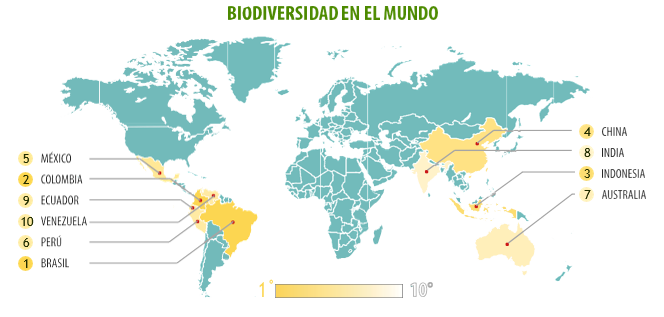 BIODIVERSIDAD EN EL MUNDO
5 MÉXICO
2 COLOMBIA
9 ECUADOR
10 VENEZUELA
6 PERÚ
1 BRASIL
4 CHINA
8 INDIA
3 INDONESIA
7 AUSTRALIA
1° 10°